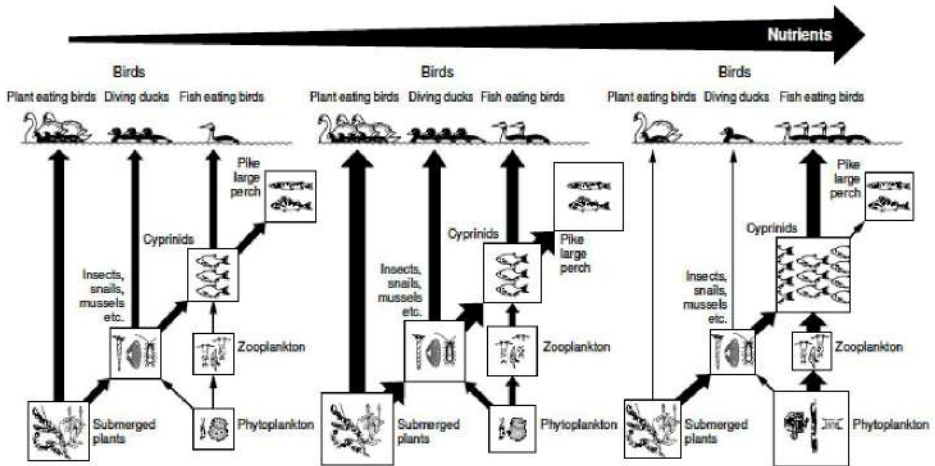 Nutrients
Birds
Plant eating birds Diving ducks Fish eating birds
Pike
large
perch
Cyprinids
Insects,
snails,
mussels
etc.
Zooplankton
Submerged
plants
Phytoplankton
Birds
Plant eating birds Diving ducks Fish eating birds
Cyprinids
Pike
large
perch
Insects,
snails,
mussels
etc.
Zooplankton
Submerged
plants
Phytoplankton
Birds
Plant eating birds Diving ducks Fish eating birds
Pike
large
perch
Cyprinids
Insects,
snails,
mussels
etc.
Zooplankton
Submerged
plants
Phytoplankton